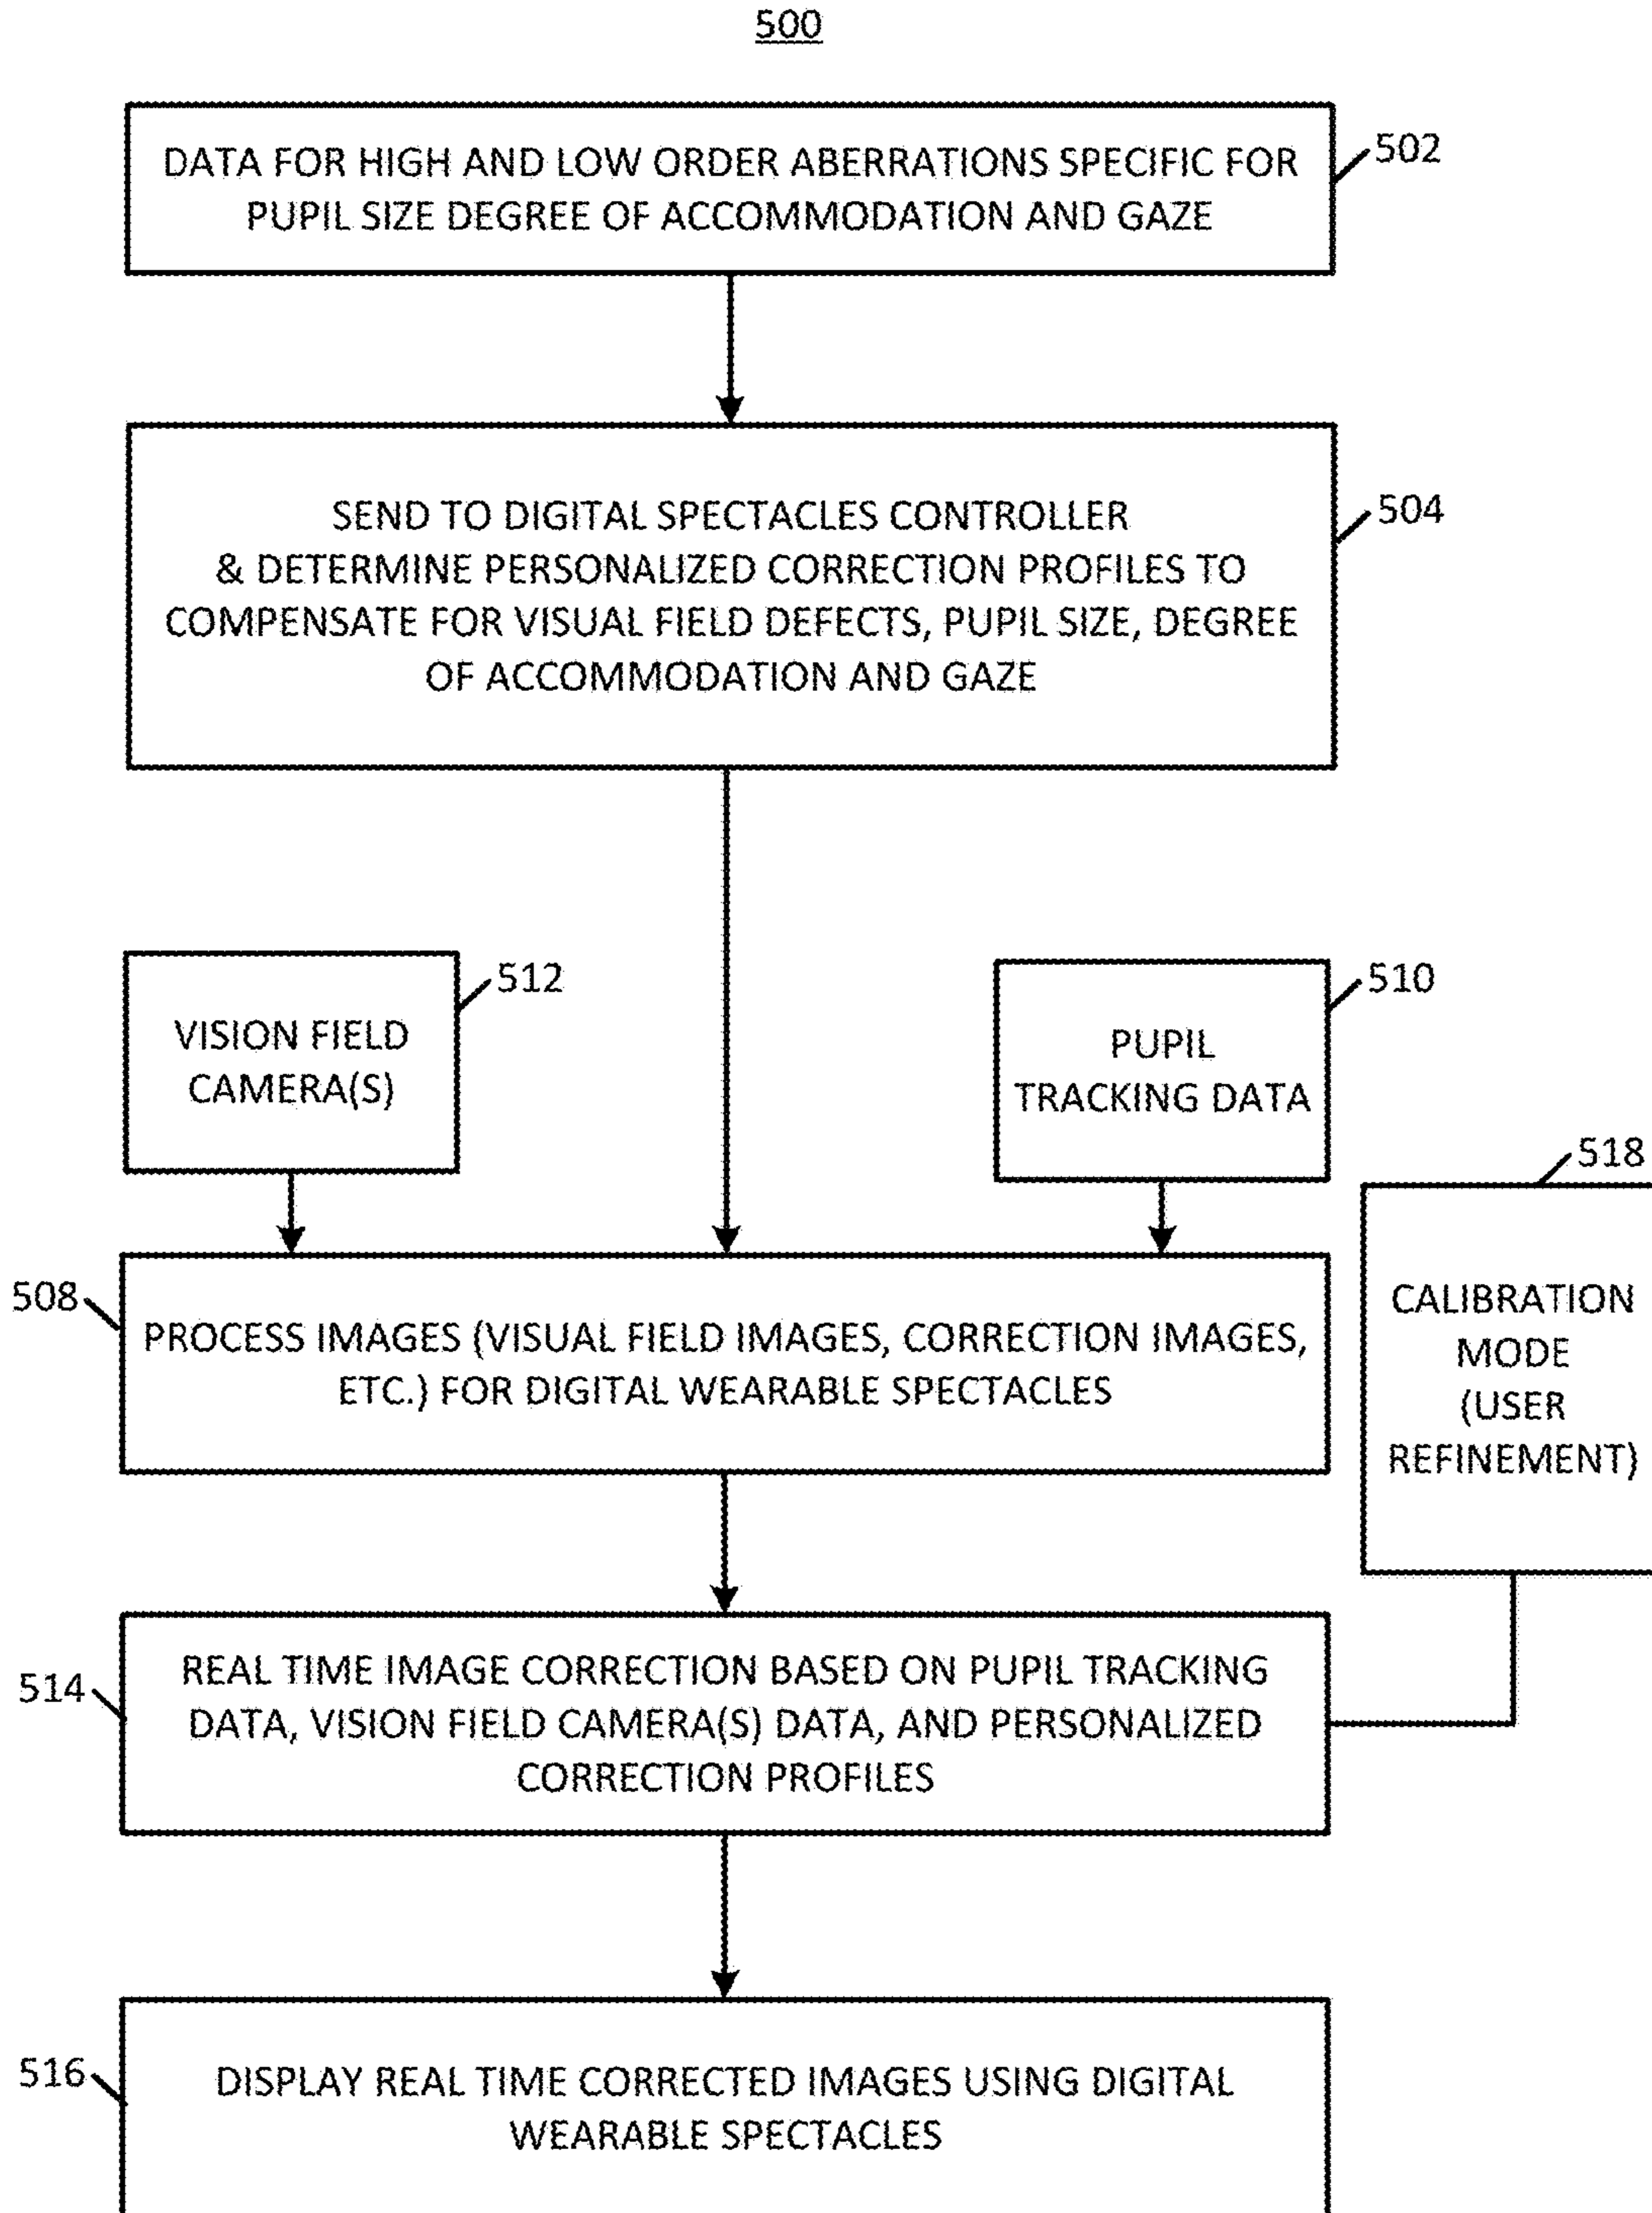 500
DATA FOR HIGH AND LOW ORDER ABERRATIONS SPECIFIC FOR
PUPIL SIZE DEGREE OF ACCOMMODATION AND GAZE
502
SEND TO DIGITAL SPECTACLES CONTROLLER
& DETERMINE PERSONALIZED CORRECTION PROFILES TO
COMPENSATE FOR VISUAL FIELD DEFECTS, PUPIL SIZE, DEGREE
OF ACCOMMODATION AND GAZE
504
VISION FIELD
CAMERA(S)
512
PUPIL
TRACKING DATA
510
518
CALIBRATION
MODE
(USER
REFINEMENT)
508
PROCESS IMAGES (VISUAL FIELD IMAGES, CORRECTION IMAGES,
ETC.) FOR DIGITAL WEARABLE SPECTACLES
514
REAL TIME IMAGE CORRECTION BASED ON PUPIL TRACKING
DATA, VISION FIELD CAMERA(S) DATA, AND PERSONALIZED
CORRECTION PROFILES
516
DISPLAY REAL TIME CORRECTED IMAGES USING DIGITAL
WEARABLE SPECTACLES